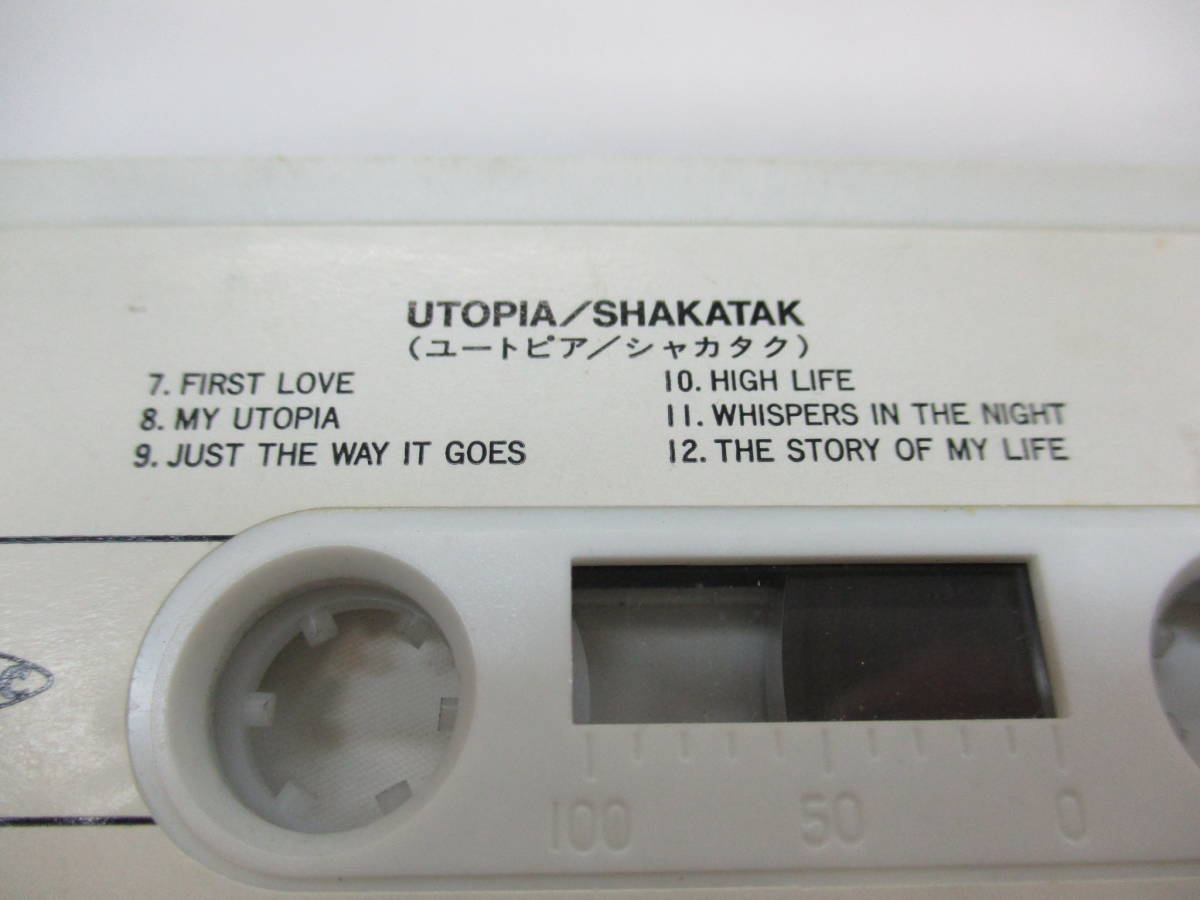 UTOPIA/SHAKATAK
(ユートピア/シャカタク)
7. FIRST LOVE
8. MY UTOPIA
9. JUST THE WAY IT GOES
10. HIGH LIFE
11. WHISPERS IN THE NIGHT
12. THE STORY OF MY LIFE
100 50 0